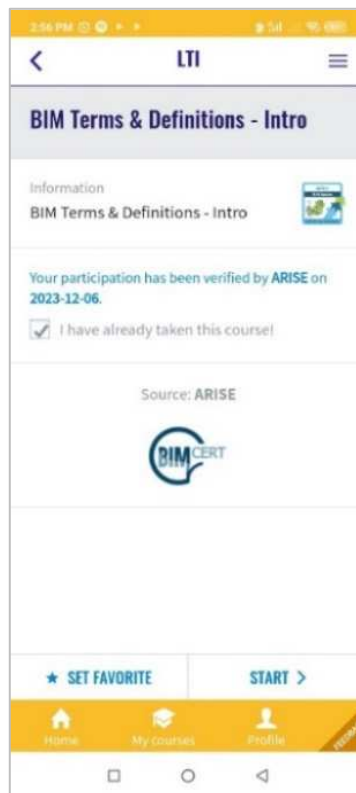 2:56 PM
LTI
BIM Terms & Definitions - Intro
Information
BIM Terms & Definitions - Intro
Your participation has been verified by ARISE on
2023-12-06.
I have already taken this course!
Source: ARISE
BIM CERT
★ SET FAVORITE
START >
Home
My courses
Profile